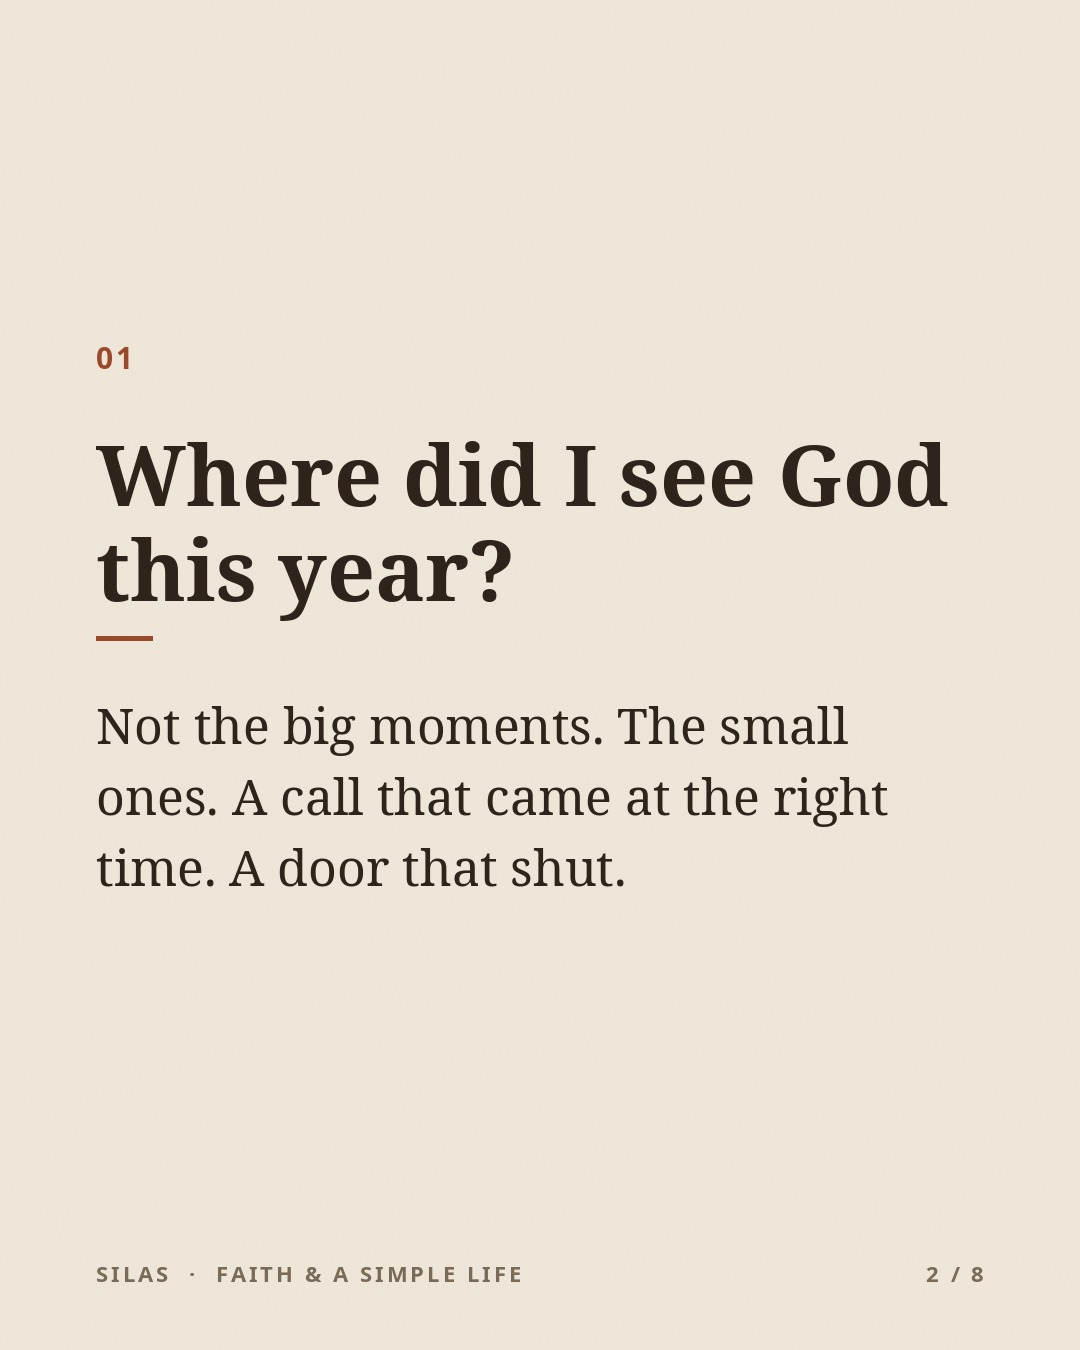 01
Where did I see God
this year?
Not the big moments. The small
ones. A call that came at the right
time. A door that shut.
SILAS · FAITH & A SIMPLE LIFE
2 / 8